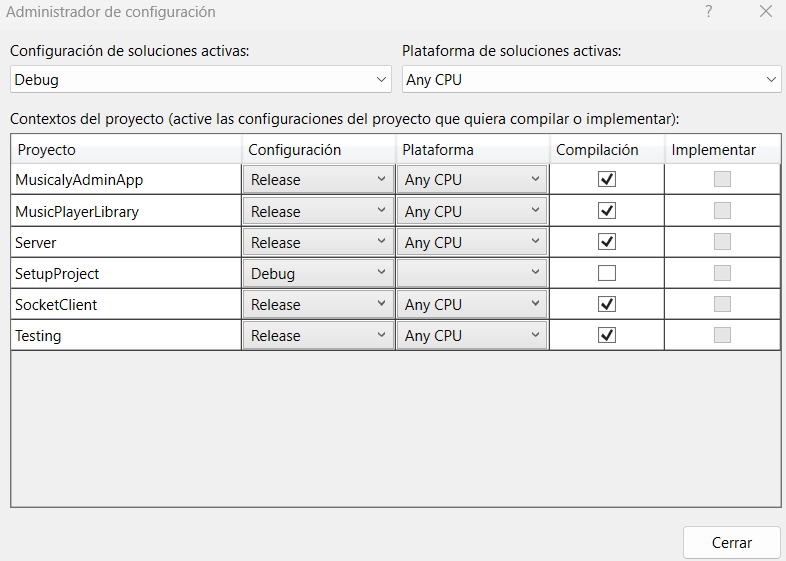 Administrador de configuración ?
Configuración de soluciones activas: Plataforma de soluciones activas:
Debug Any CPU
Contextos del proyecto (active las configuraciones del proyecto que quiera compilar o implementar):
Proyecto Configuración Plataforma Compilación Implementar
MusicalyAdminApp Release Any CPU
MusicPlayerLibrary Release Any CPU
Server Release Any CPU
SetupProject Debug
SocketClient Release Any CPU
Testing Release Any CPU
Cerrar